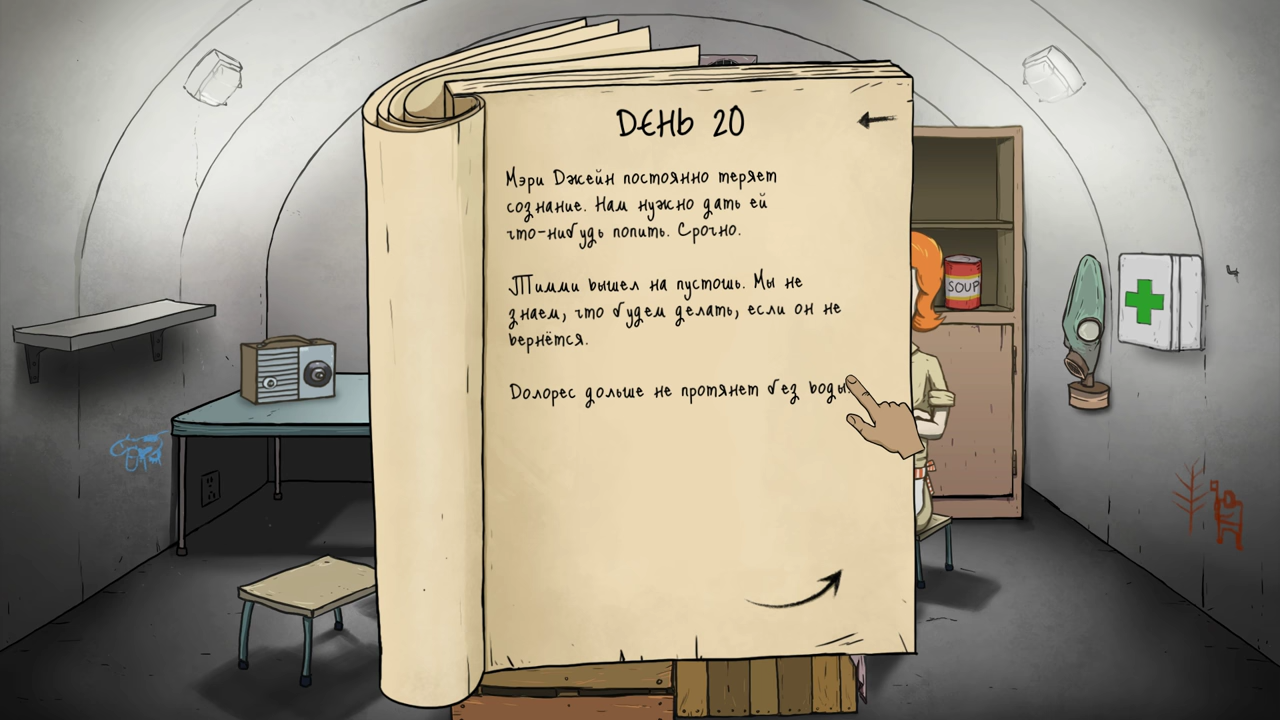 ДЕНЬ 20
Мэри Джейн постоянно теряет
сознание. Нам нужно дать ей
что-нибудь попить. Срочно.
Тимми вышел на пустошь. Мы не
знаем, что будем делать, если он не
вернётся.
Долорес дольше не протянет без воды.
SOUP